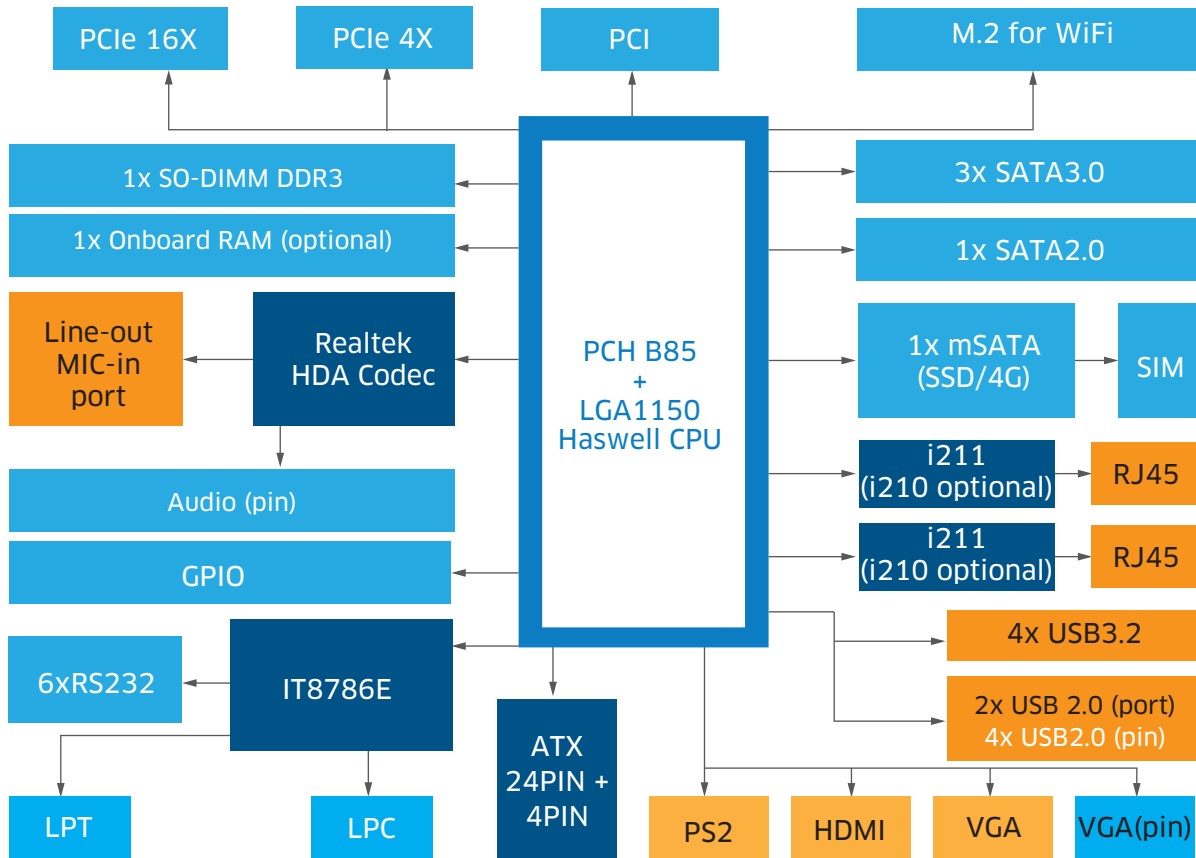 PCIe 16X
PCIe 4X
PCI
M.2 for WiFi
1x SO-DIMM DDR3
1x Onboard RAM (optional)
Line-out
MIC-in
port
Realtek
HDA Codec
Audio (pin)
GPIO
6xRS232
IT8786E
LPT
LPC
PCH B85
+
LGA1150
Haswell CPU
ATX
24PIN +
4PIN
3x SATA3.0
1x SATA2.0
1x mSATA
(SSD/4G)
SIM
i211
(i210 optional)
RJ45
i211
(i210 optional)
RJ45
4x USB3.2
2x USB 2.0 (port)
4x USB2.0 (pin)
PS2
HDMI
VGA
VGA(pin)